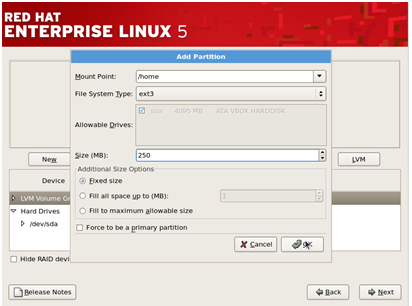 RED HAT
ENTERPRISE LINUX 5
Add Partition
Mount Point: /home
File System Type: ext3
sda 4095 MB ATA VBOX HARDDISK
Allowable Drives:
Size (MB): 250
New LVM
Additional Size Options
Device Fixed size
Fill all space up to (MB): 1
LVM Volume Gr
Hard Drives Fill to maximum allowable size
/dev/sda Force to be a primary partition
Cancel OK
Hide RAID devi
Release Notes Back Next